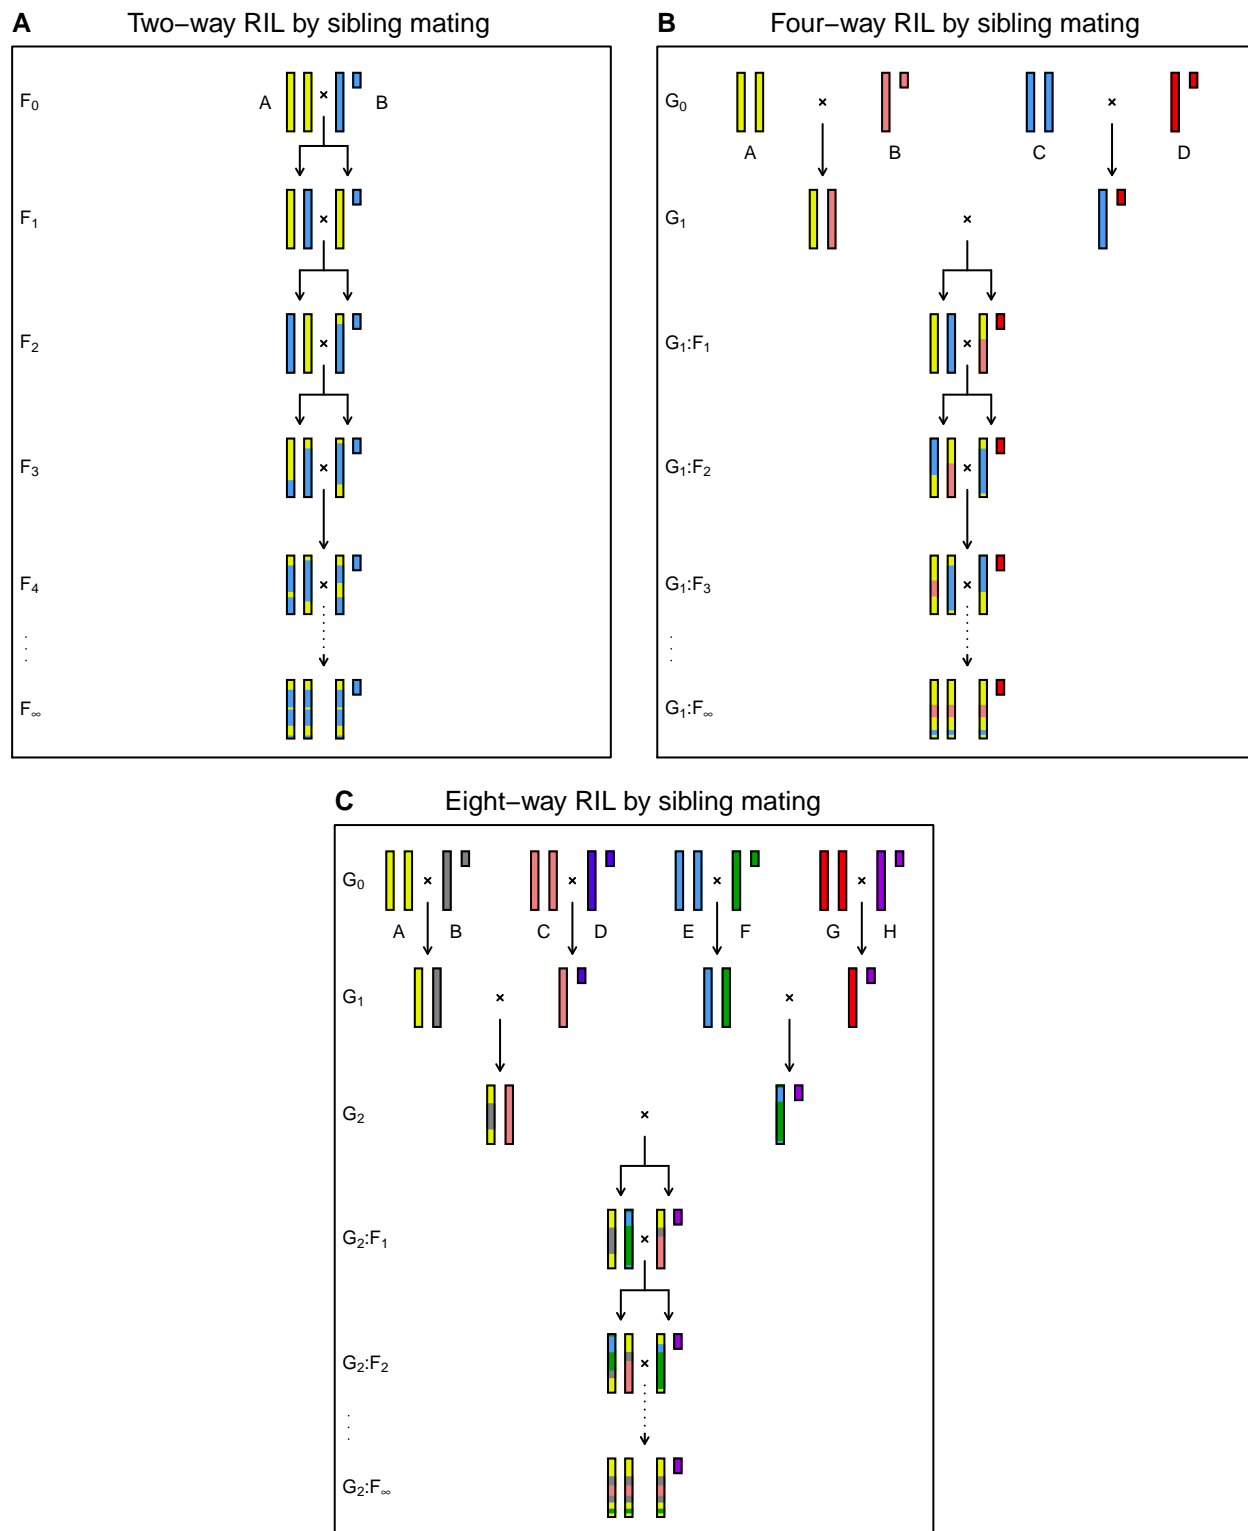 A Two−way RIL by sibling mating
F₀ A × B
F₁ ×
F₂ ×
F₃ ×
F₄ ×
. . .
F∞
B Four−way RIL by sibling mating
G₀ × ×
A B C D
G₁ ×
G₁:F₁ ×
G₁:F₂ ×
G₁:F₃ ×
. . .
G₁:F∞
C Eight−way RIL by sibling mating
G₀ × × × ×
A B C D E F G H
G₁ × ×
G₂ ×
G₂:F₁ ×
G₂:F₂ ×
. . .
G₂:F∞